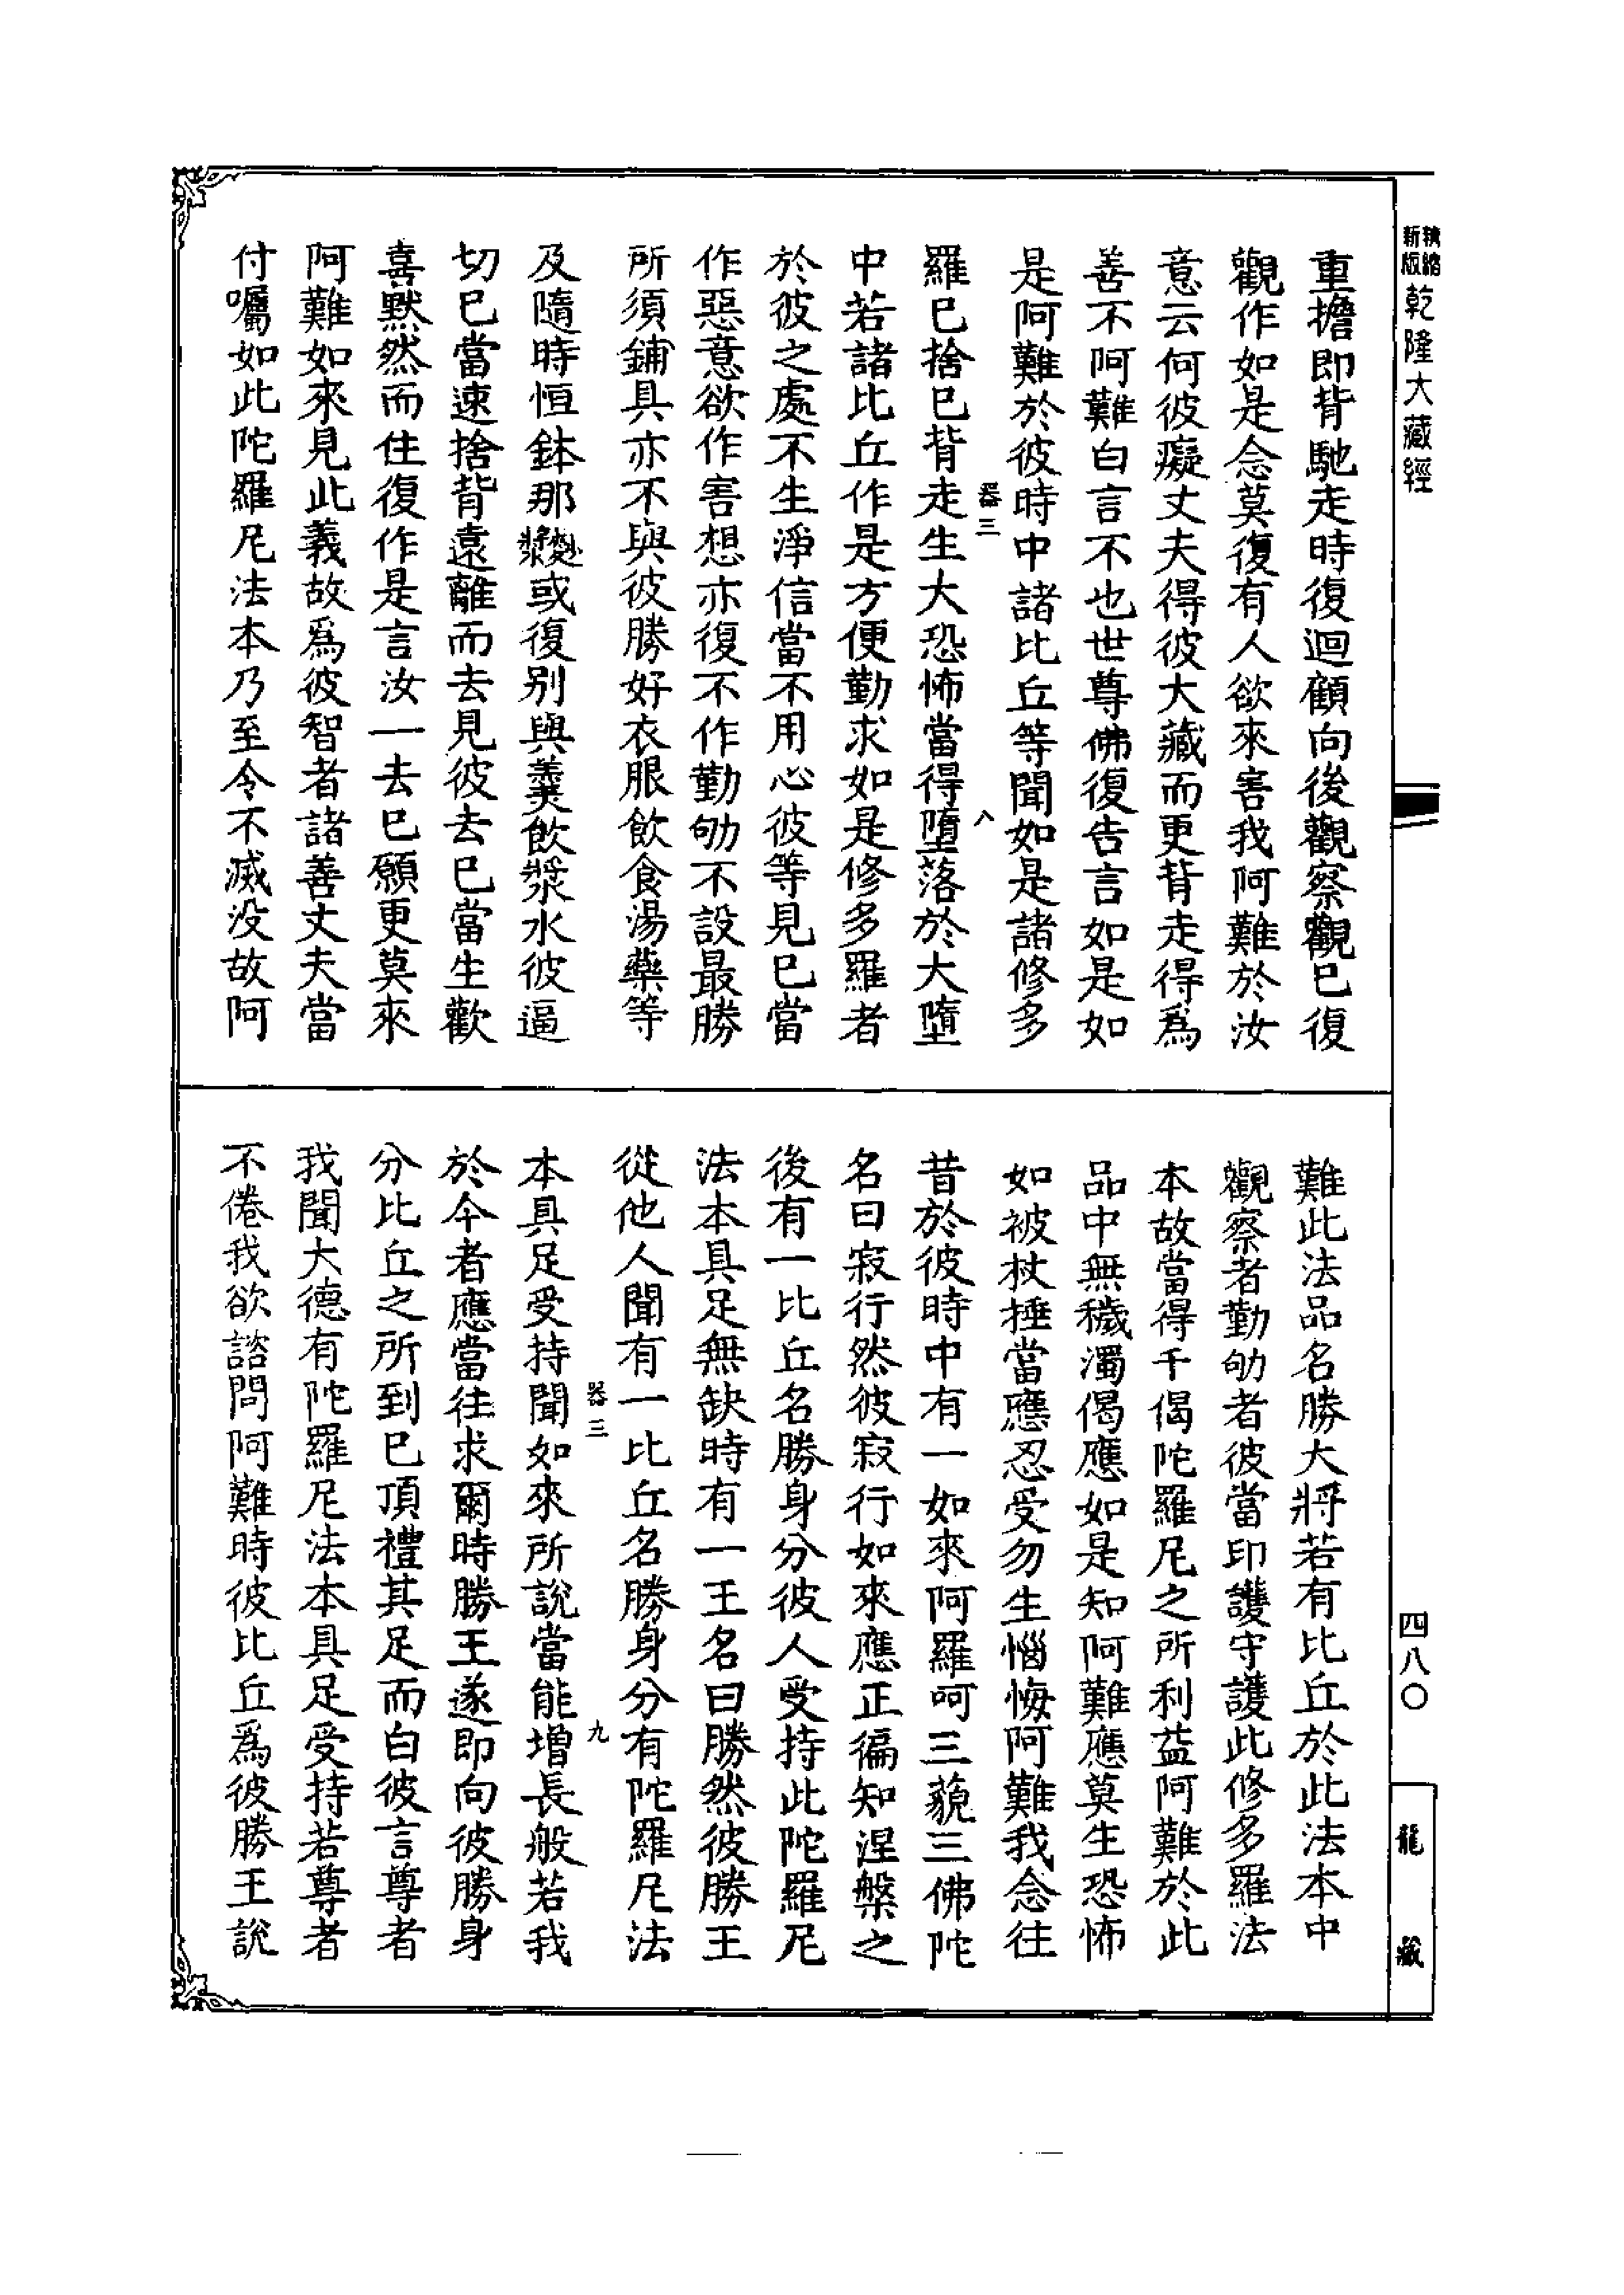 精縮
新版
乾隆大藏經
四八〇
龍藏
重擔即背馳走時復迴顧向後觀察觀已復
觀作如是念莫復有人欲來害我阿難於汝
意云何彼癡丈夫得彼大藏而更背走得為
善不阿難白言不也世尊佛復告言如是如
是阿難於彼時中諸比丘等聞如是諸修多
器三
八
羅已捨已背走生大恐怖當得墮落於大墮
中若諸比丘作是方便勤求如是修多羅者
於彼之處不生淨信當不用心彼等見已當
作惡意欲作害想亦復不作勤劬不設最勝
所須鋪具亦不與彼勝好衣服飲食湯藥等
及隨時恒鉢那或復別與羹飲漿水彼逼
切已當速捨背遠離而去見彼去已當生歡
喜默然而住復作是言汝一去已願更莫來
阿難如來見此義故為彼智者諸善丈夫當
付囑如此陀羅尼法本乃至令不滅沒故阿
難此法品名勝大將若有比丘於此法本中
觀察者勤劬者彼當印護守護此修多羅法
本故當得千偈陀羅尼之所利益阿難於此
品中無穢濁偈應如是知阿難應莫生恐怖
如被杖捶當應忍受勿生惱悔阿難我念往
昔於彼時中有一如來阿羅呵三藐三佛陀
名曰寂行然彼寂行如來應正徧知涅槃之
後有一比丘名勝身分彼人受持此陀羅尼
法本具足無缺時有一王名曰勝然彼勝王
從他人聞有一比丘名勝身分有陀羅尼法
器三
九
本具足受持聞如來所說當能增長般若我
於今者應當往求爾時勝王遂即向彼勝身
分比丘之所到已頂禮其足而白彼言尊者
我聞大德有陀羅尼法本具足受持若尊者
不倦我欲諮問阿難時彼比丘為彼勝王說